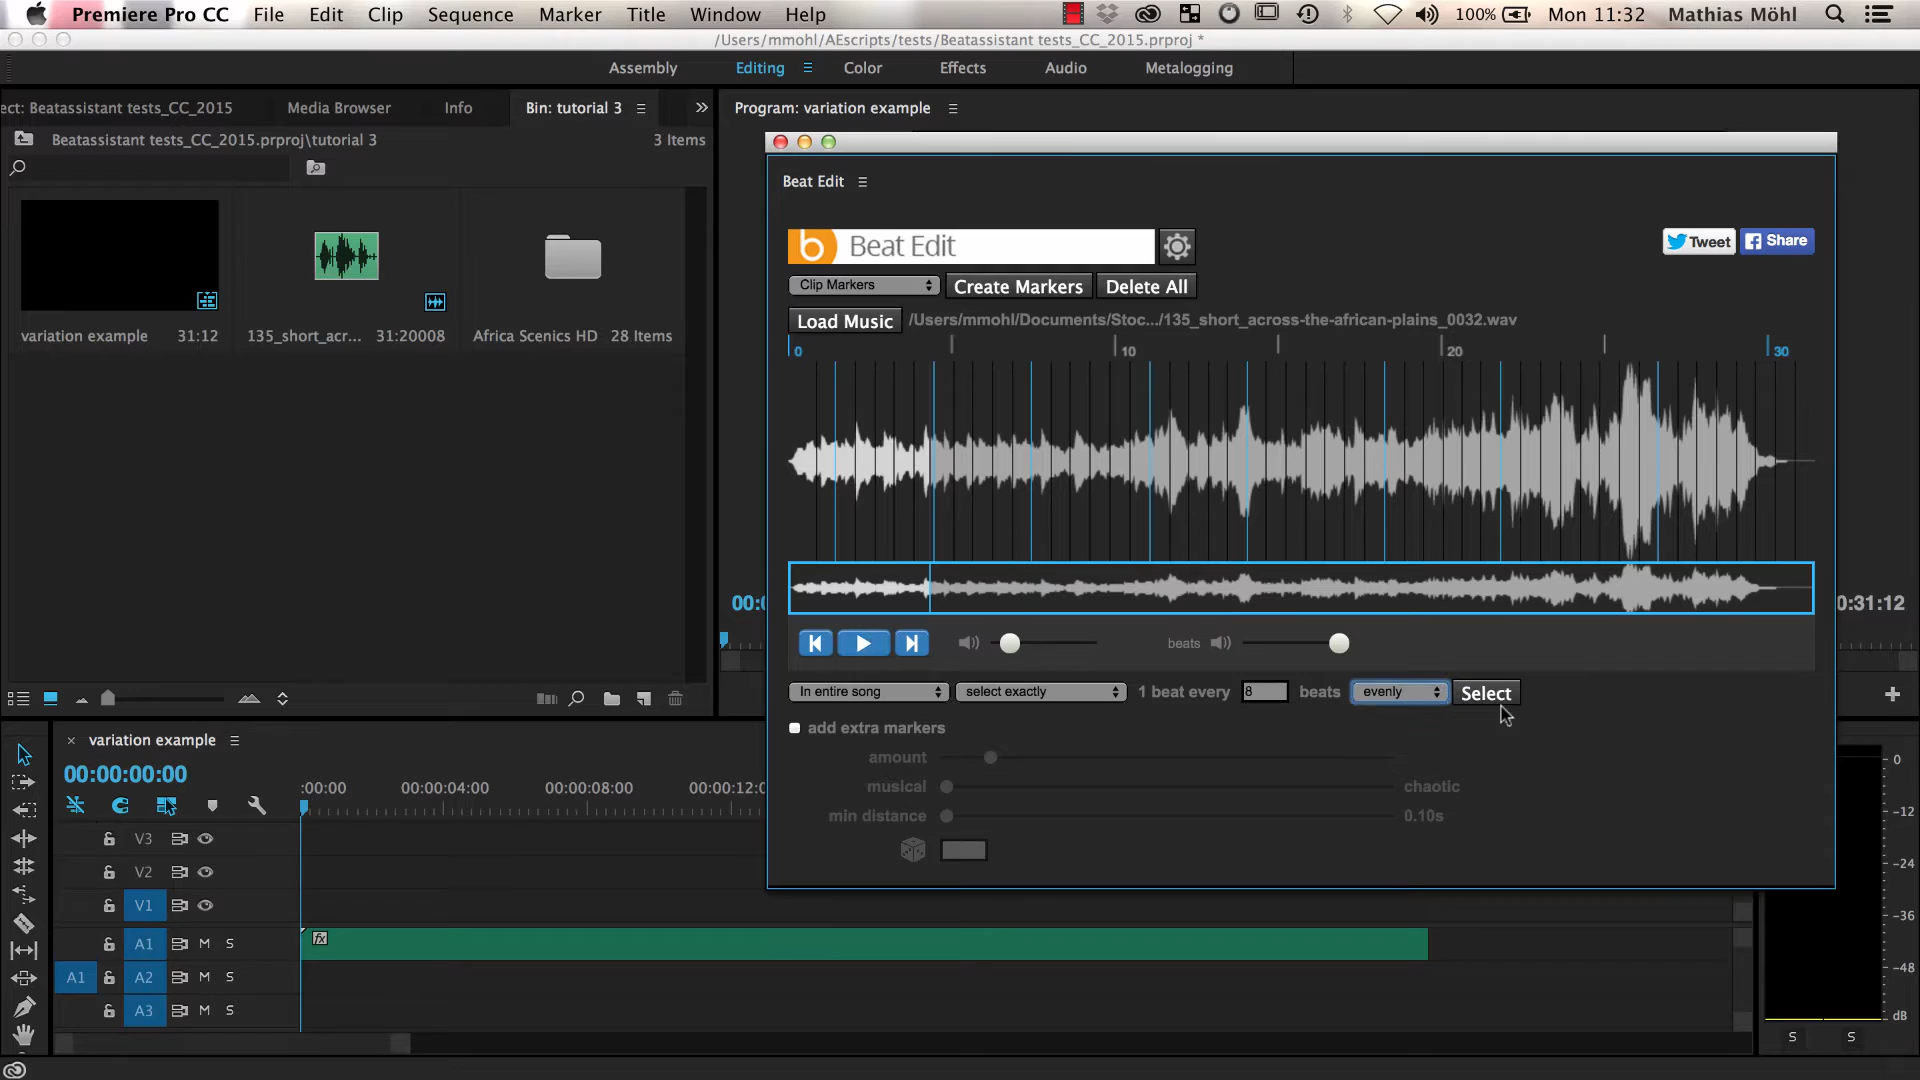 Premiere Pro CC File Edit Clip Sequence Marker Title Window Help 100% Mon 11:32 Mathias Möhl
/Users/mmohl/AEscripts/tests/Beatassistant tests_CC_2015.prproj *
Assembly Editing Color Effects Audio Metalogging
ect: Beatassistant tests_CC_2015 Media Browser Info Bin: tutorial 3 Program: variation example
Beatassistant tests_CC_2015.prproj\tutorial 3 3 Items
Beat Edit
b Beat Edit Tweet Share
Clip Markers Create Markers Delete All
Load Music /Users/mmohl/Documents/Stoc.../135_short_across-the-african-plains_0032.wav
variation example 31:12 135_short_acr... 31:20008 Africa Scenics HD 28 Items
0 10 20 30
00:0 0:31:12
beats
In entire song select exactly 1 beat every 8 beats evenly Select
add extra markers
amount
musical chaotic
min distance 0.10s
variation example
00:00:00:00
:00:00 00:00:04:00 00:00:08:00 00:00:12:0
V3
V2
V1
fx
A1 M S
A1 A2 M S
A3 M S
0
-12
-24
-36
-48
dB
S S